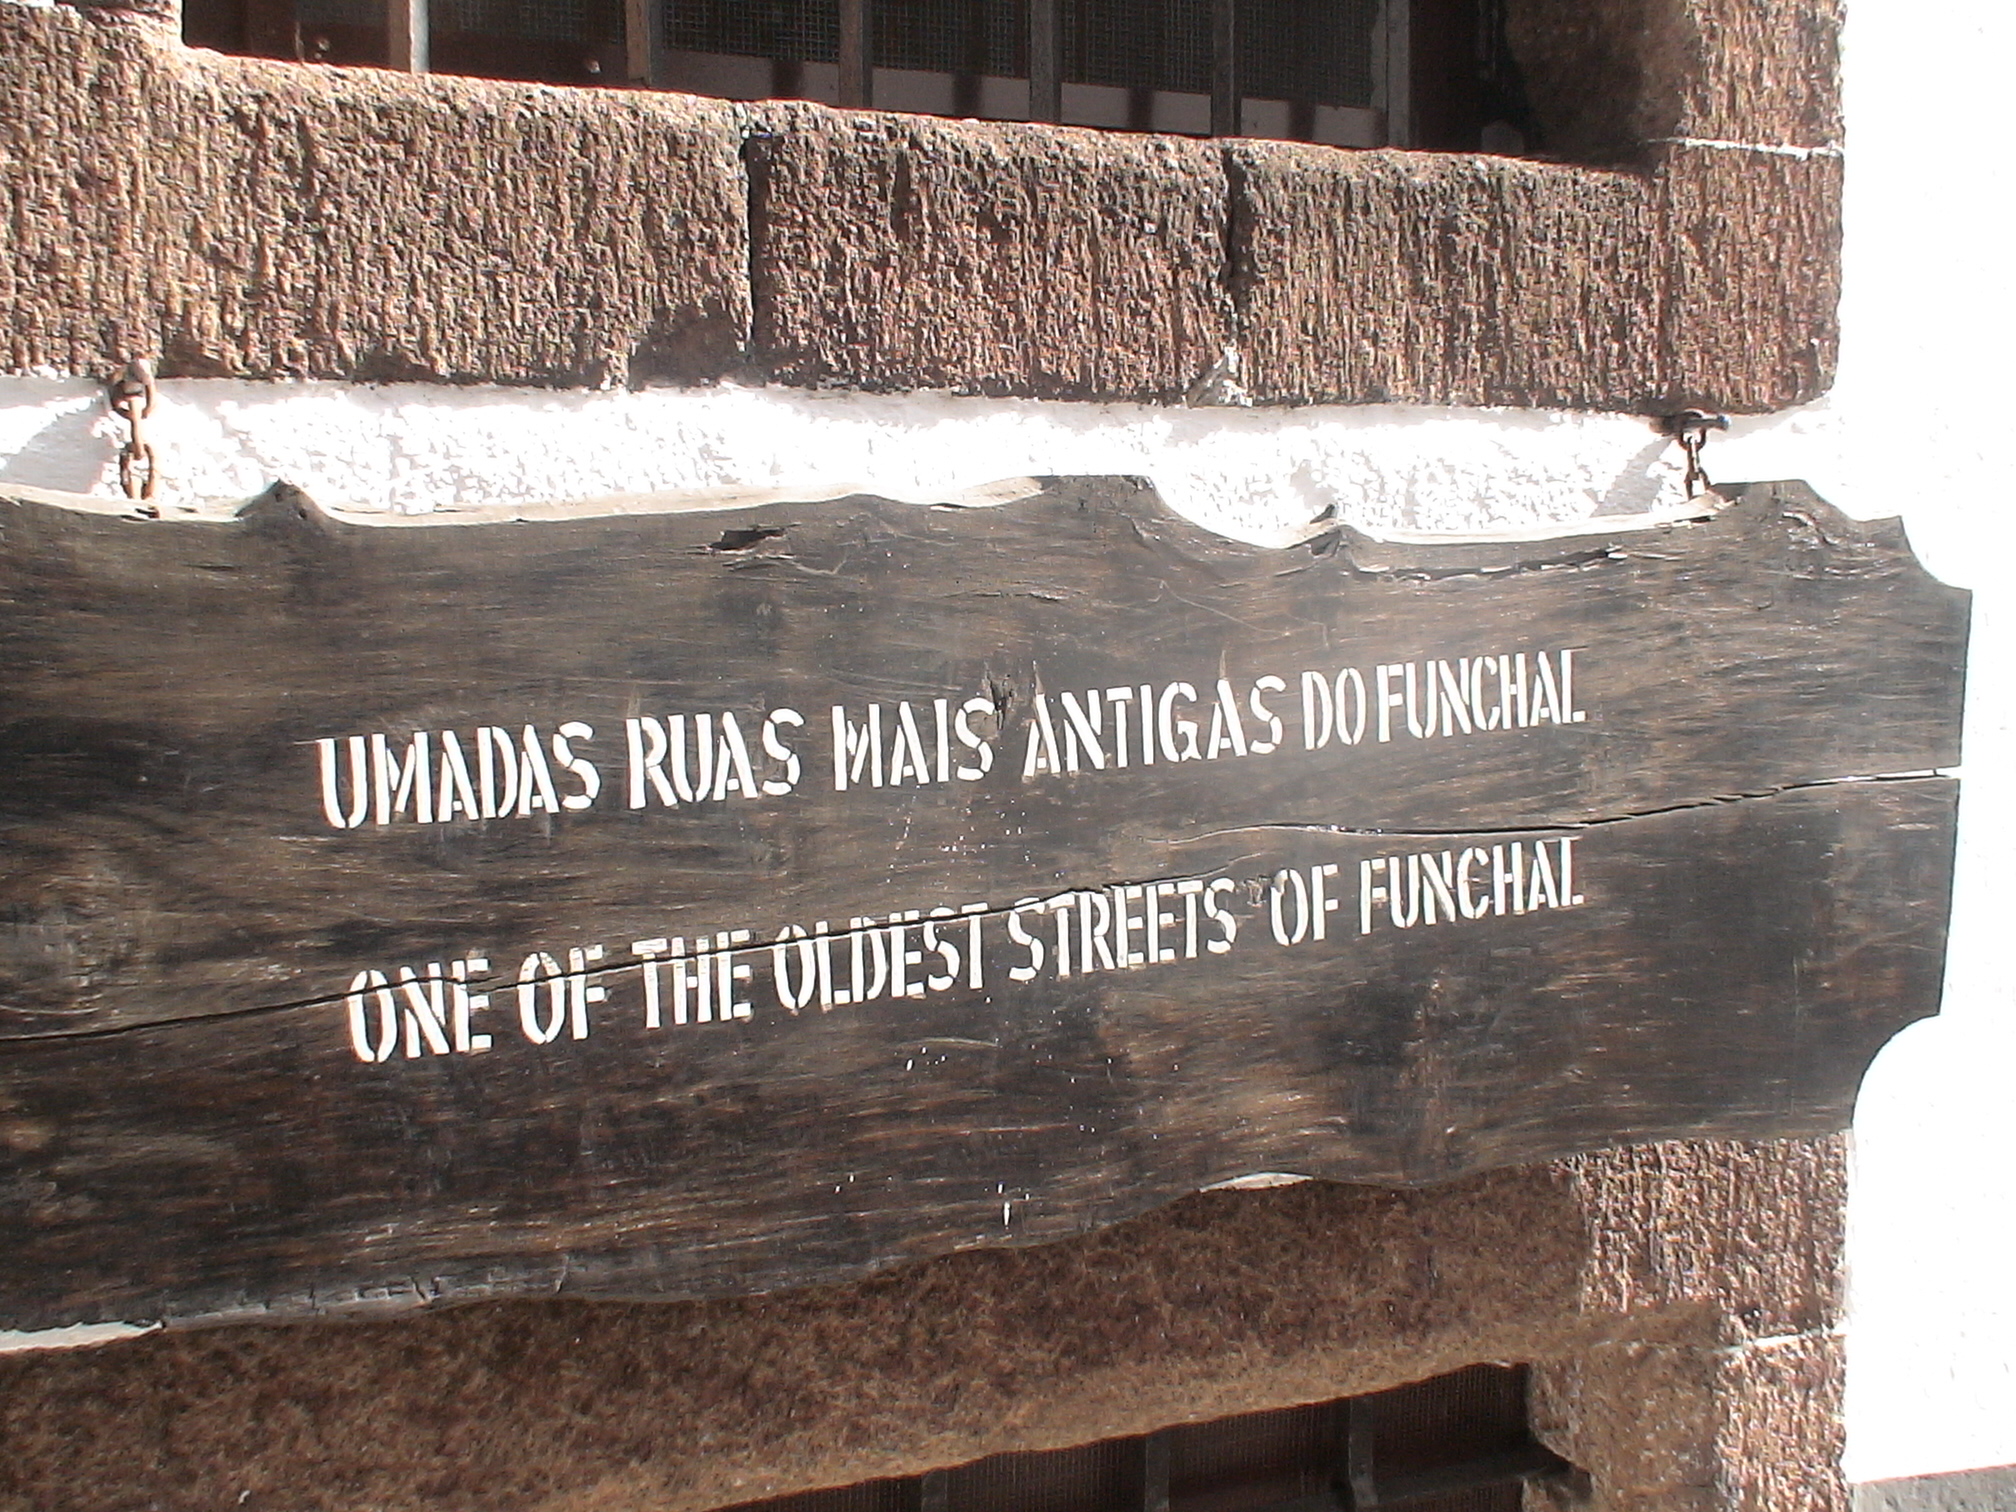 UMADAS RUAS MAIS ANTIGAS DO FUNCHAL
ONE OF THE OLDEST STREETS OF FUNCHAL